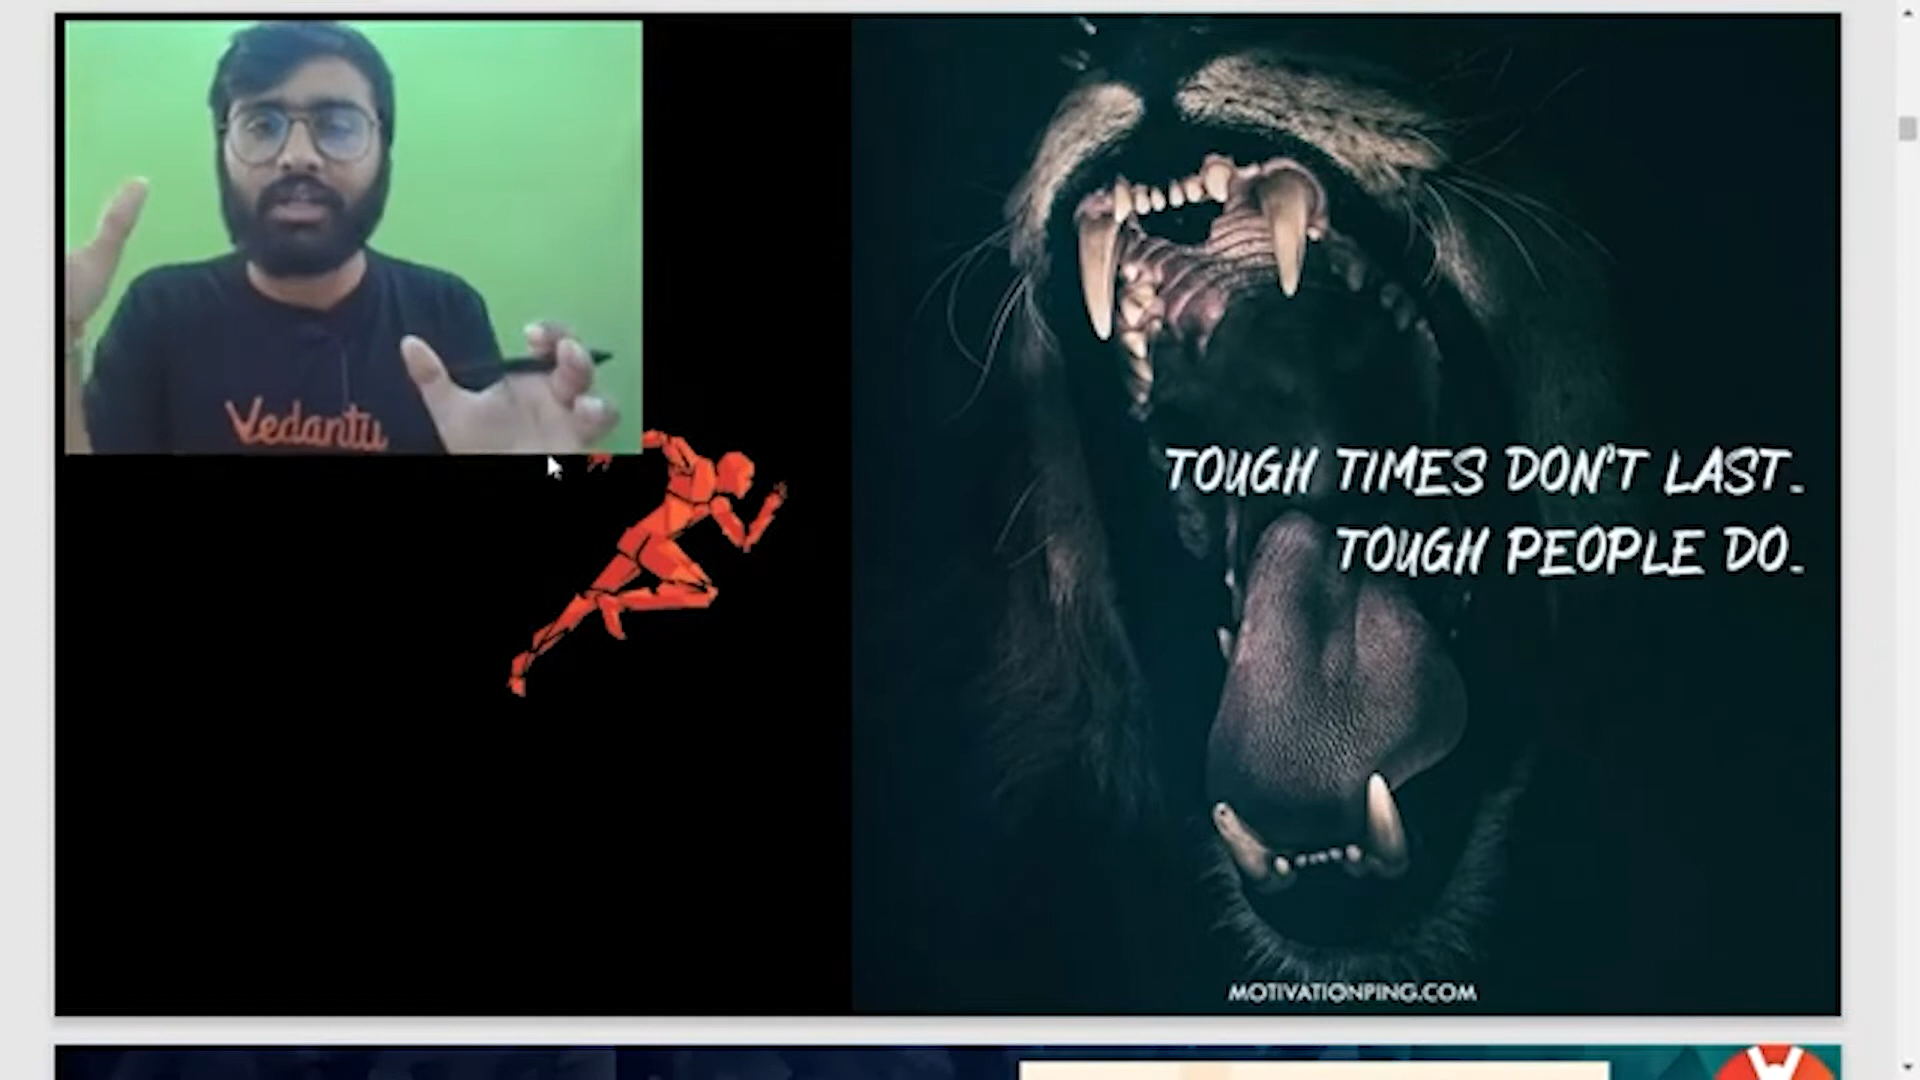 Vedantu
TOUGH TIMES DON'T LAST.
TOUGH PEOPLE DO.
MOTIVATIONPING.COM